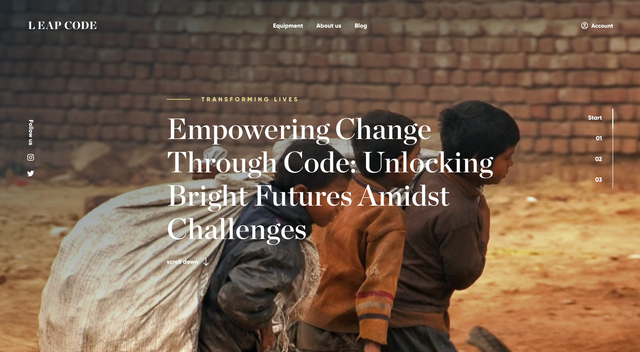 LEAP CODE
Equipment
About us
Blog
Account
TRANSFORMING LIVES
Empowering Change
Through Code: Unlocking
Bright Futures Amidst
Challenges
scroll down
Follow us
Start
01
02
03